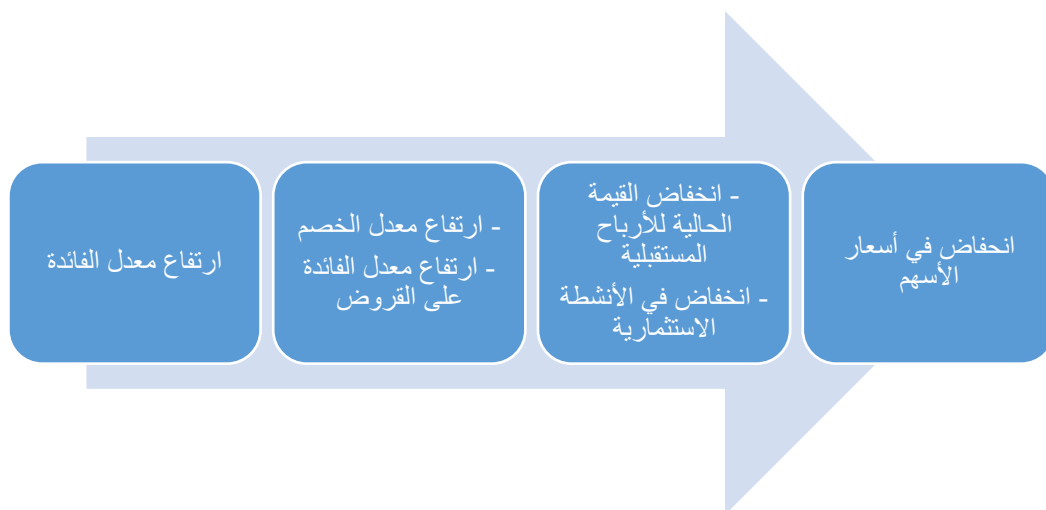 ارتفاع معدل الفائدة
- ارتفاع معدل الخصم
- ارتفاع معدل الفائدة
على القروض
- انخفاض القيمة
الحالية للأرباح
المستقبلية
- انخفاض في الأنشطة
الاستثمارية
انحفاض في أسعار
الأسهم